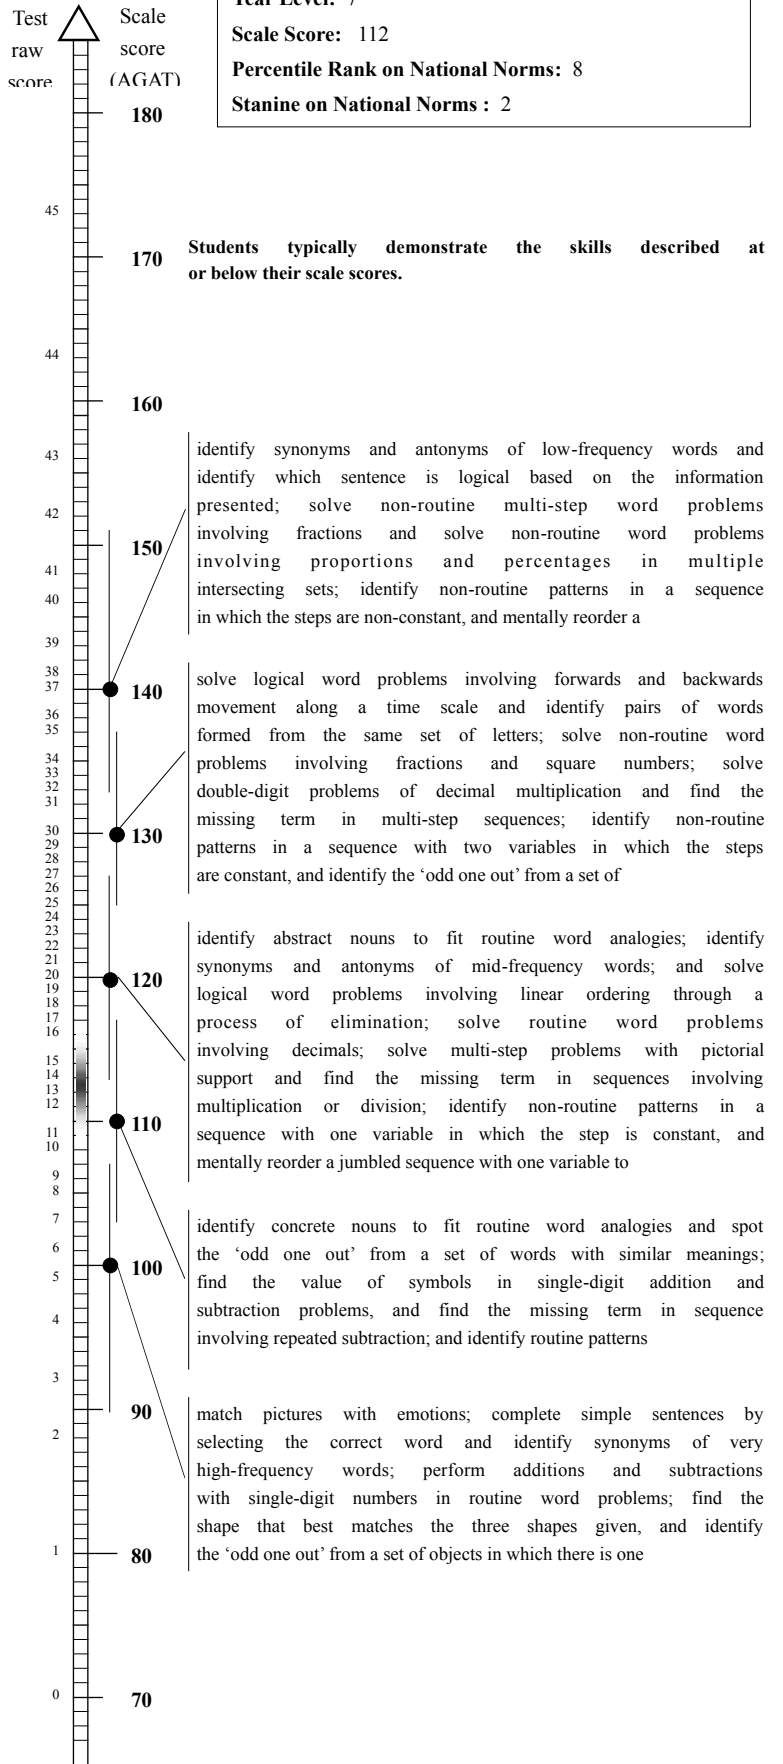 Test
raw
score
Scale
score
(AGAT)
Year Level: 7
Scale Score: 112
Percentile Rank on National Norms: 8
Stanine on National Norms : 2
180
45
170
Students typically demonstrate the skills described at
or below their scale scores.
44
160
43
42
150
41
40
39
identify synonyms and antonyms of low-frequency words and
identify which sentence is logical based on the information
presented; solve non-routine multi-step word problems
involving fractions and solve non-routine word problems
involving proportions and percentages in multiple
intersecting sets; identify non-routine patterns in a sequence
in which the steps are non-constant, and mentally reorder a
38
37
140
36
35
34
33
32
31
solve logical word problems involving forwards and backwards
movement along a time scale and identify pairs of words
formed from the same set of letters; solve non-routine word
problems involving fractions and square numbers; solve
double-digit problems of decimal multiplication and find the
missing term in multi-step sequences; identify non-routine
patterns in a sequence with two variables in which the steps
are constant, and identify the ‘odd one out’ from a set of
30
130
29
28
27
26
25
24
23
22
21
20
120
19
18
17
16
15
14
13
12
identify abstract nouns to fit routine word analogies; identify
synonyms and antonyms of mid-frequency words; and solve
logical word problems involving linear ordering through a
process of elimination; solve routine word problems
involving decimals; solve multi-step problems with pictorial
support and find the missing term in sequences involving
multiplication or division; identify non-routine patterns in a
sequence with one variable in which the step is constant, and
mentally reorder a jumbled sequence with one variable to
110
11
10
9
8
7
6
100
5
4
3
identify concrete nouns to fit routine word analogies and spot
the ‘odd one out’ from a set of words with similar meanings;
find the value of symbols in single-digit addition and
subtraction problems, and find the missing term in sequence
involving repeated subtraction; and identify routine patterns
90
2
match pictures with emotions; complete simple sentences by
selecting the correct word and identify synonyms of very
high-frequency words; perform additions and subtractions
with single-digit numbers in routine word problems; find the
shape that best matches the three shapes given, and identify
the ‘odd one out’ from a set of objects in which there is one
1
80
0
70